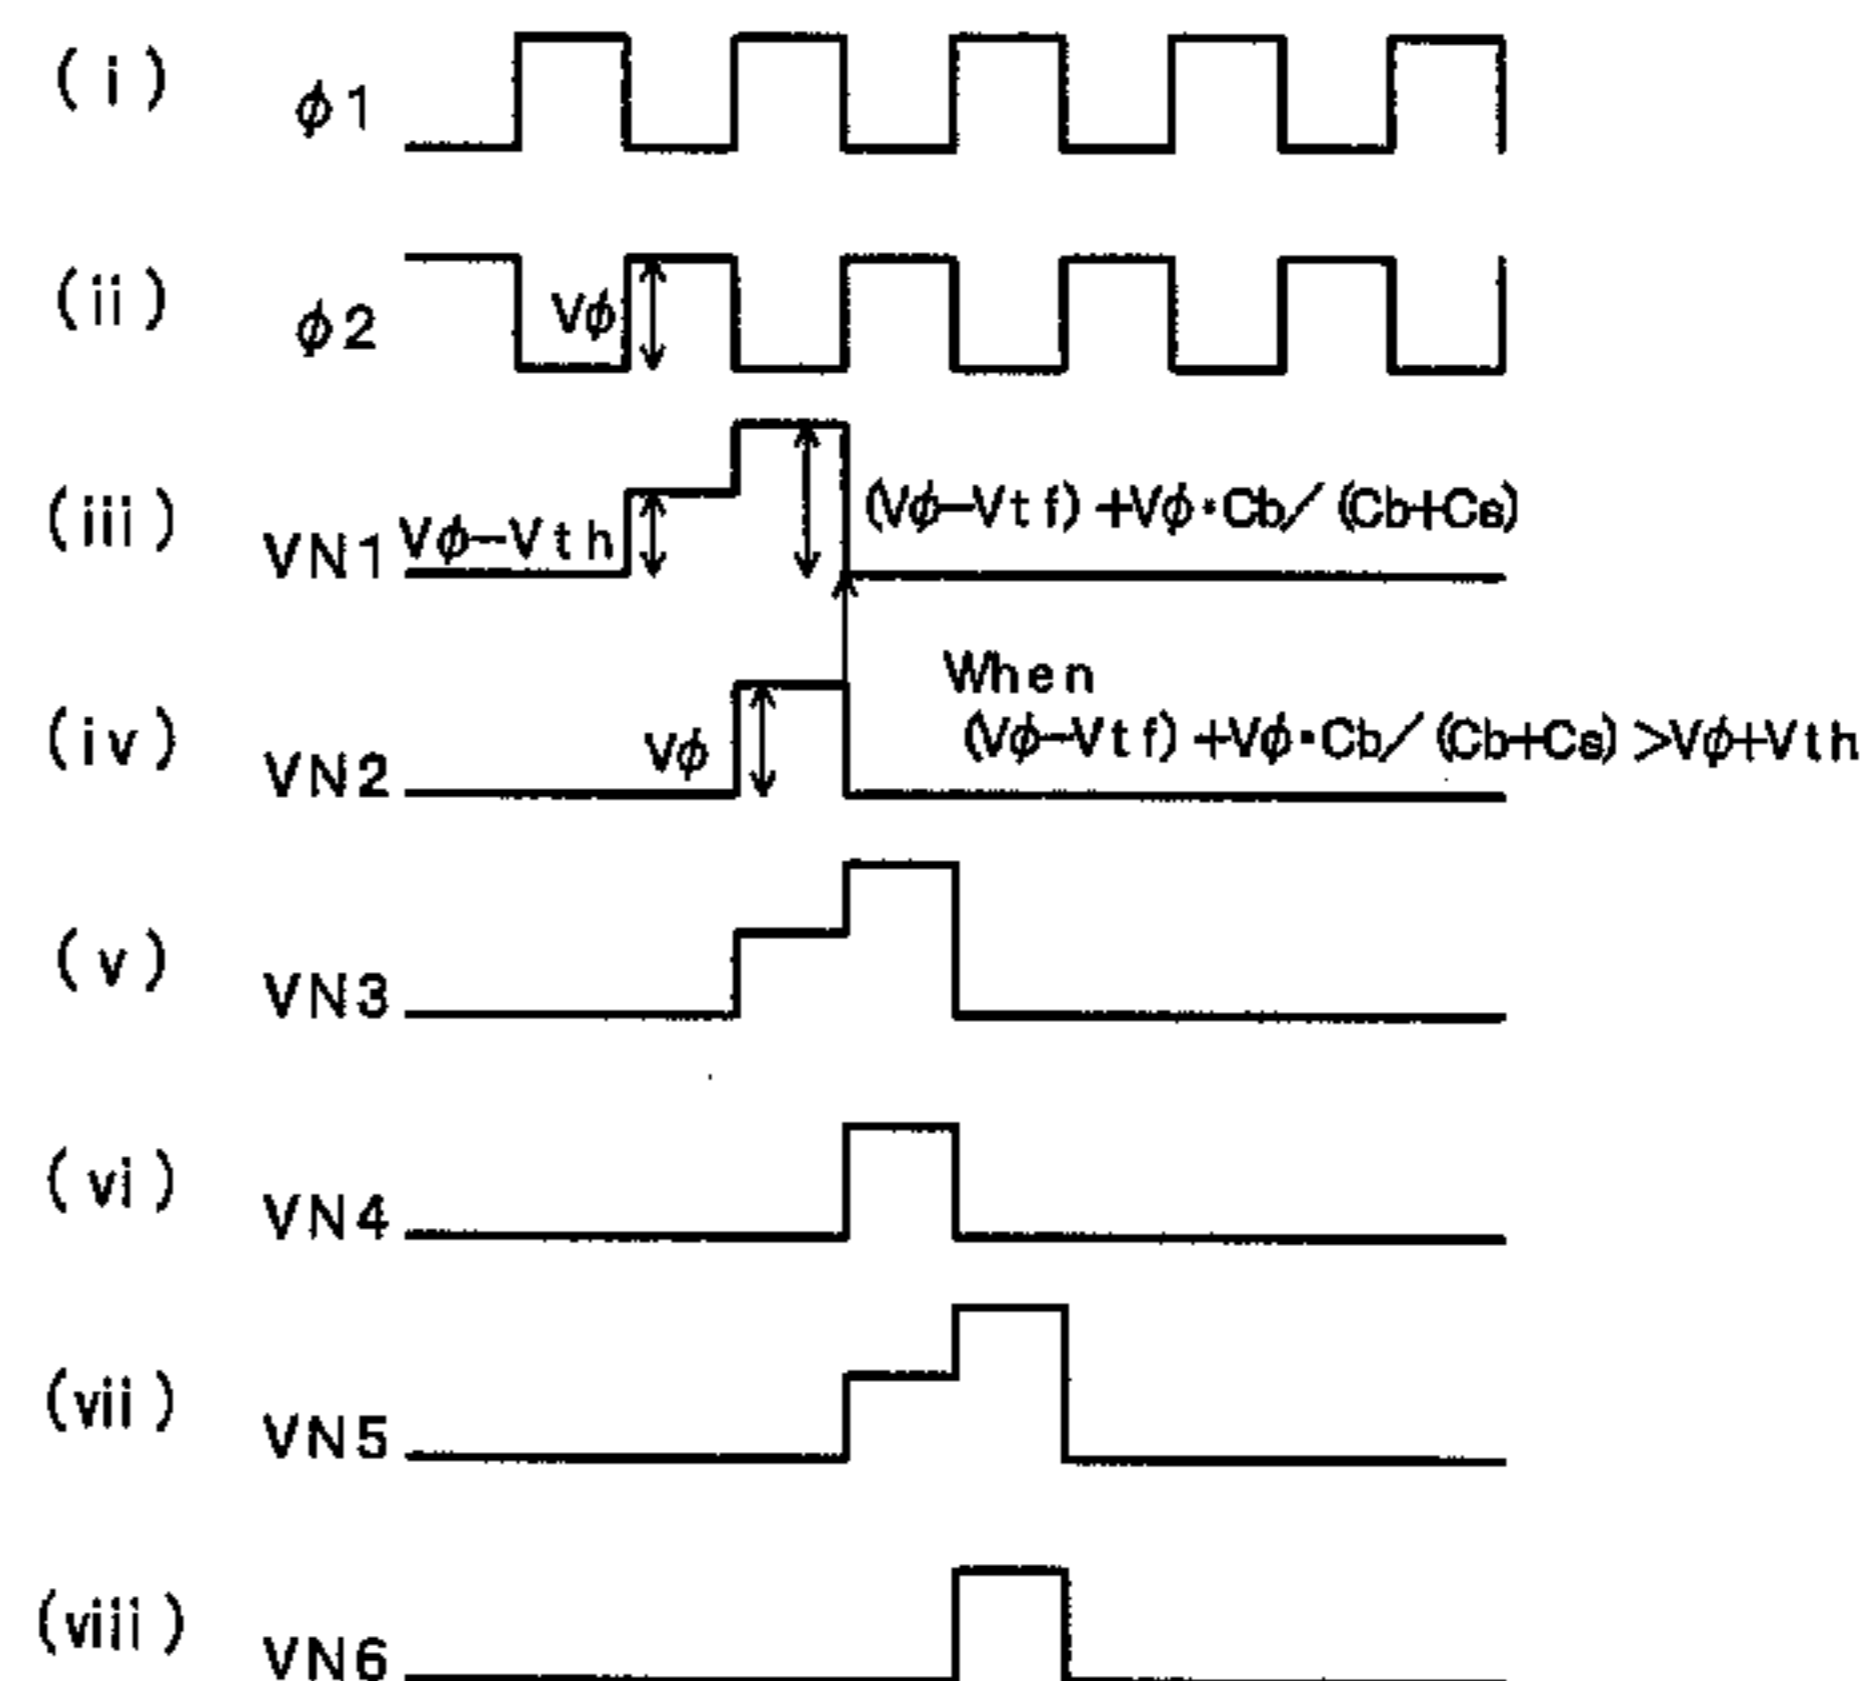 (i) ϕ1
(ii) ϕ2
Vϕ
(iii) VN1
Vϕ-Vth
(Vϕ-Vtf)+Vϕ·Cb/(Cb+Cs)
(iv) VN2
Vϕ
When
(Vϕ-Vtf)+Vϕ·Cb/(Cb+Cs)>Vϕ+Vth
(v) VN3
(vi) VN4
(vii) VN5
(viii) VN6